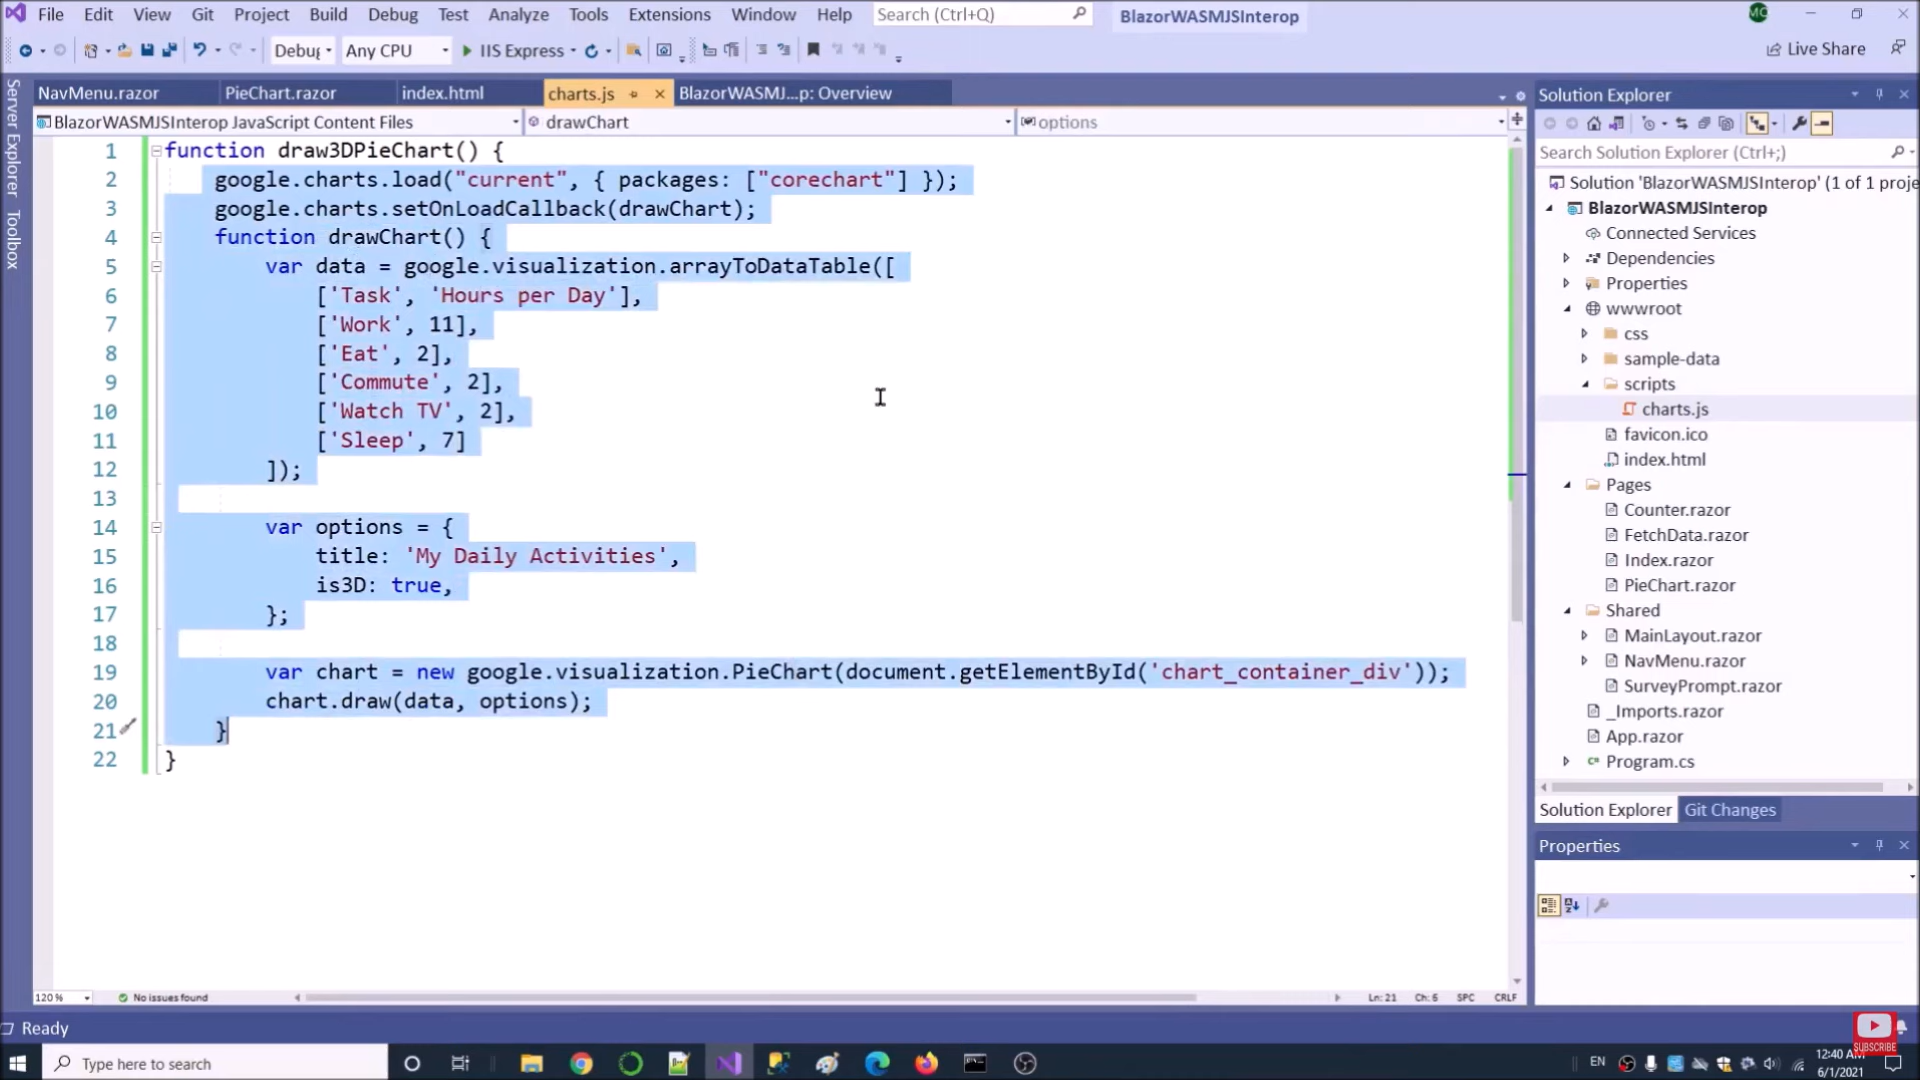 File Edit View Git Project Build Debug Test Analyze Tools Extensions Window Help Search (Ctrl+Q) BlazorWASMJSInterop MC
Debug Any CPU IIS Express Live Share
Server Explorer
Toolbox
NavMenu.razor PieChart.razor index.html charts.js BlazorWASMJ...p: Overview
BlazorWASMJSInterop JavaScript Content Files drawChart options
1 function draw3DPieChart() {
2 google.charts.load("current", { packages: ["corechart"] });
3 google.charts.setOnLoadCallback(drawChart);
4 function drawChart() {
5 var data = google.visualization.arrayToDataTable([
6 ['Task', 'Hours per Day'],
7 ['Work', 11],
8 ['Eat', 2],
9 ['Commute', 2],
10 ['Watch TV', 2],
11 ['Sleep', 7]
12 ]);
13
14 var options = {
15 title: 'My Daily Activities',
16 is3D: true,
17 };
18
19 var chart = new google.visualization.PieChart(document.getElementById('chart_container_div'));
20 chart.draw(data, options);
21 }
22 }
120 % No issues found Ln: 21 Ch: 6 SPC CRLF
Solution Explorer
Search Solution Explorer (Ctrl+;)
Solution 'BlazorWASMJSInterop' (1 of 1 proje
BlazorWASMJSInterop
Connected Services
Dependencies
Properties
wwwroot
css
sample-data
scripts
charts.js
favicon.ico
index.html
Pages
Counter.razor
FetchData.razor
Index.razor
PieChart.razor
Shared
MainLayout.razor
NavMenu.razor
SurveyPrompt.razor
_Imports.razor
App.razor
C# Program.cs
Solution Explorer Git Changes
Properties
Ready
SUBSCRIBE
Type here to search
EN
12:40 AM
6/1/2021